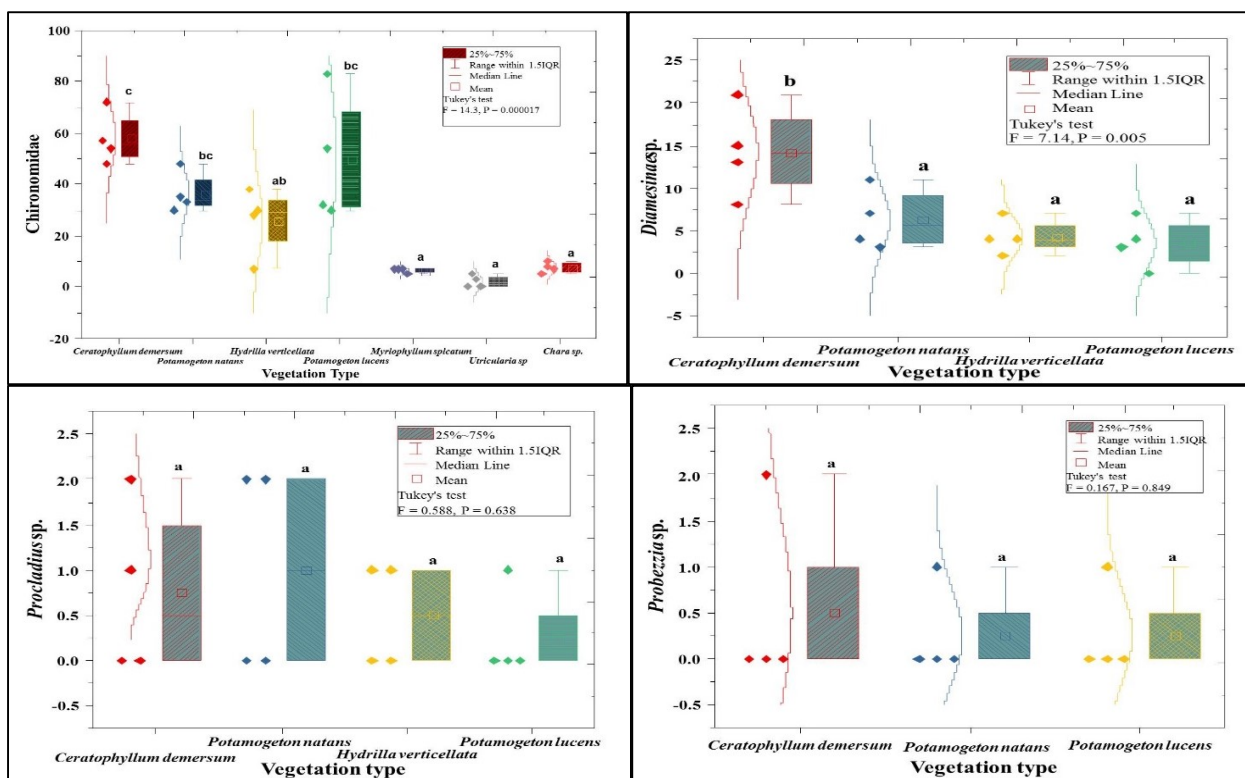 100
80
60
40
20
0
-20
Chirononomidae
c
bc
ab
bc
a
a
a
25%~75%
Range within 1.5IQR
Median Line
Mean
Tukey's test
F = 14.3, P = 0.000017
Ceratophyllum demersum
Potamogeton natans
Hydrilla verticellata
Potamogeton lucens
Myriophyllum spicatum
Utricularia sp
Chara sp.
Vegetation Type
25
20
15
10
5
0
-5
Diamesinae sp.
b
a
a
a
25%~75%
Range within 1.5IQR
Median Line
Mean
Tukey's test
F = 7.14, P = 0.005
Ceratophyllum demersum
Potamogeton natans
Hydrilla verticellata
Potamogeton lucens
Vegetation type
2.5
2.0
1.5
1.0
0.5
0.0
-0.5
Procladius sp.
a
a
a
a
25%~75%
Range within 1.5IQR
Median Line
Mean
Tukey's test
F = 0.588, P = 0.638
Ceratophyllum demersum
Potamogeton natans
Hydrilla verticellata
Potamogeton lucens
Vegetation type
2.5
2.0
1.5
1.0
0.5
0.0
-0.5
Probezzia sp.
a
a
a
25%~75%
Range within 1.5IQR
Median Line
Mean
Tukey's test
F = 0.167, P = 0.849
Ceratophyllum demersum
Potamogeton natans
Potamogeton lucens
Vegetation type